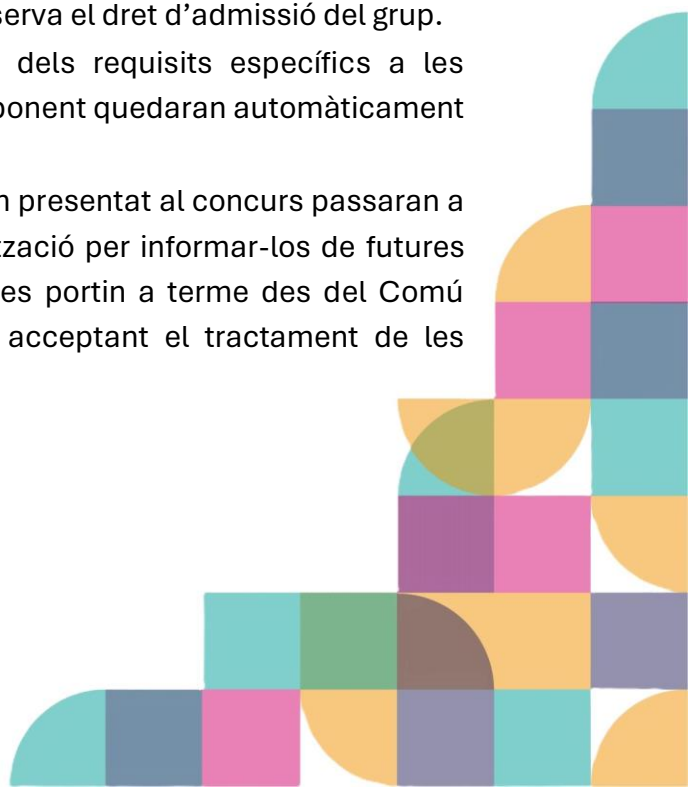 serva el dret d’admissió del grup.
dels requisits específics a les
ponent quedaran automàticament
n presentat al concurs passaran a
tzació per informar-los de futures
es portin a terme des del Comú
acceptant el tractament de les